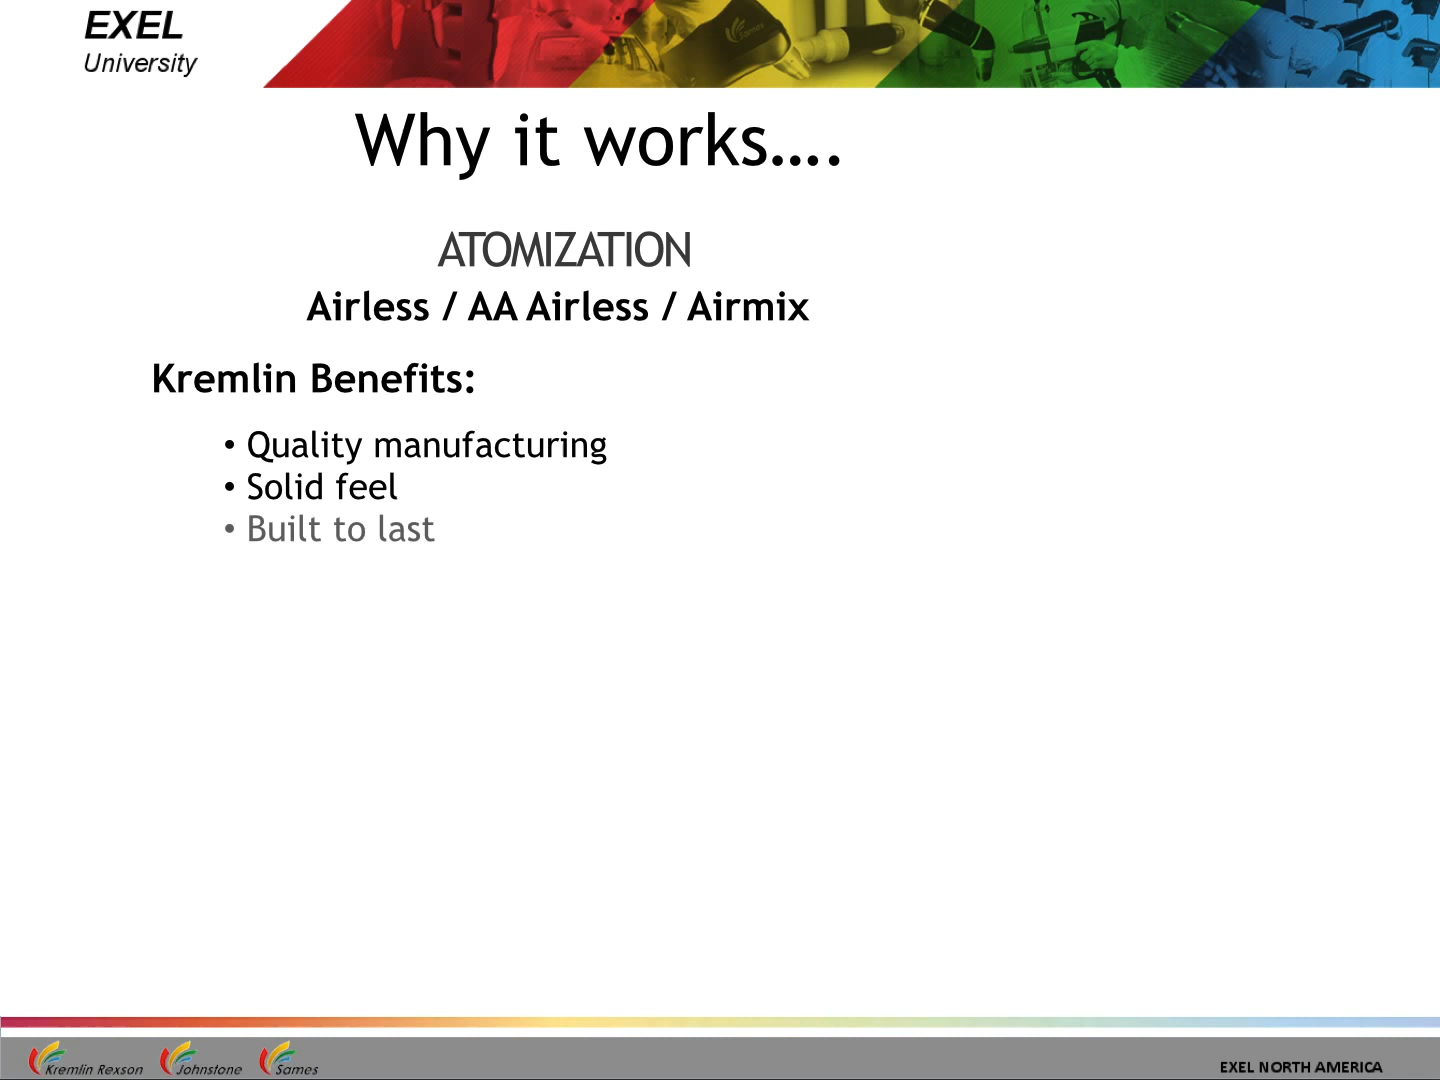 EXEL
University
Sames
Why it works....
ATOMIZATION
Airless / AA Airless / Airmix
Kremlin Benefits:
• Quality manufacturing
• Solid feel
• Built to last
Kremlin Rexson
Johnstone
Sames
EXEL NORTH AMERICA